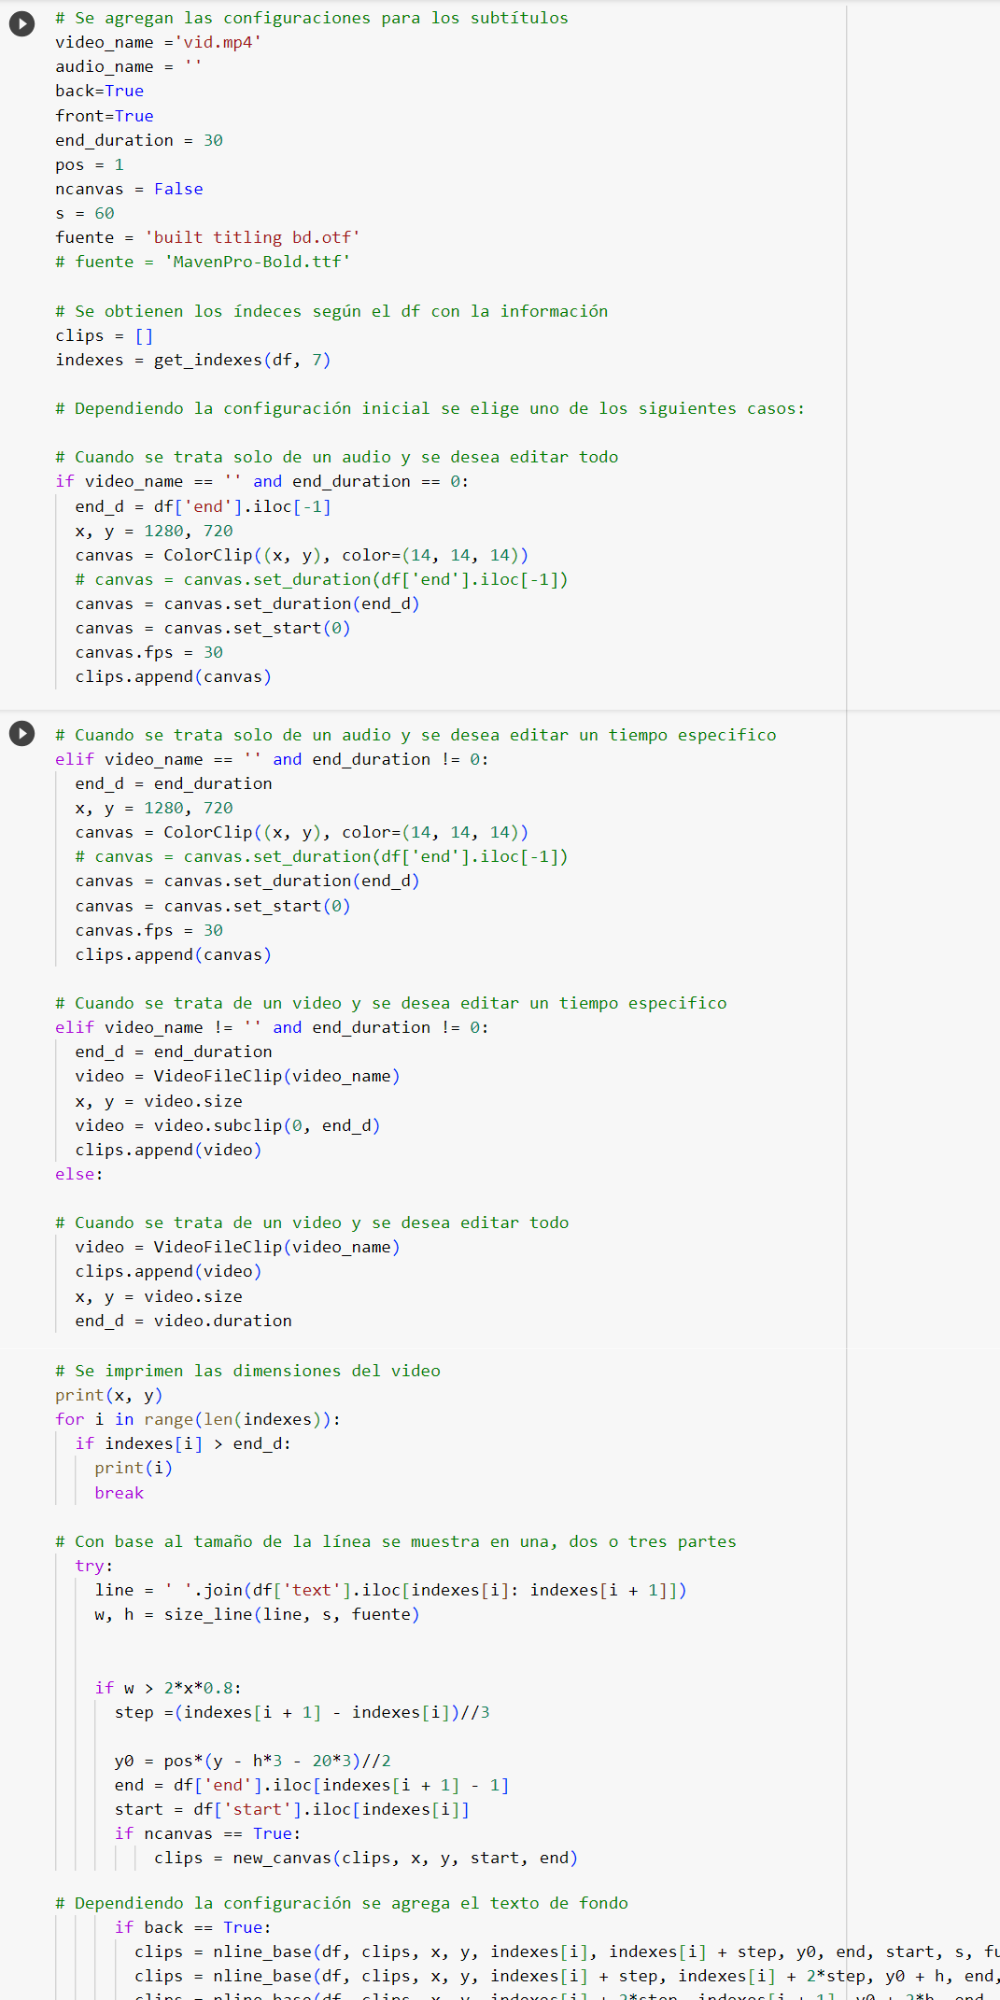 # Se agregan las configuraciones para los subtítulos
video_name ='vid.mp4'
audio_name = ''
back=True
front=True
end_duration = 30
pos = 1
ncanvas = False
s = 60
fuente = 'built titling bd.otf'
# fuente = 'MavenPro-Bold.ttf'
# Se obtienen los índeces según el df con la información
clips = []
indexes = get_indexes(df, 7)
# Dependiendo la configuración inicial se elige uno de los siguientes casos:
# Cuando se trata solo de un audio y se desea editar todo
if video_name == '' and end_duration == 0:
  end_d = df['end'].iloc[-1]
  x, y = 1280, 720
  canvas = ColorClip((x, y), color=(14, 14, 14))
  # canvas = canvas.set_duration(df['end'].iloc[-1])
  canvas = canvas.set_duration(end_d)
  canvas = canvas.set_start(0)
  canvas.fps = 30
  clips.append(canvas)
# Cuando se trata solo de un audio y se desea editar un tiempo especifico
elif video_name == '' and end_duration != 0:
  end_d = end_duration
  x, y = 1280, 720
  canvas = ColorClip((x, y), color=(14, 14, 14))
  # canvas = canvas.set_duration(df['end'].iloc[-1])
  canvas = canvas.set_duration(end_d)
  canvas = canvas.set_start(0)
  canvas.fps = 30
  clips.append(canvas)
# Cuando se trata de un video y se desea editar un tiempo especifico
elif video_name != '' and end_duration != 0:
  end_d = end_duration
  video = VideoFileClip(video_name)
  x, y = video.size
  video = video.subclip(0, end_d)
  clips.append(video)
else:
# Cuando se trata de un video y se desea editar todo
  video = VideoFileClip(video_name)
  clips.append(video)
  x, y = video.size
  end_d = video.duration
# Se imprimen las dimensiones del video
print(x, y)
for i in range(len(indexes)):
  if indexes[i] > end_d:
    print(i)
    break
# Con base al tamaño de la línea se muestra en una, dos o tres partes
  try:
    line = ' '.join(df['text'].iloc[indexes[i]: indexes[i + 1]])
    w, h = size_line(line, s, fuente)
    if w > 2*x*0.8:
      step =(indexes[i + 1] - indexes[i])//3
      y0 = pos*(y - h*3 - 20*3)//2
      end = df['end'].iloc[indexes[i + 1] - 1]
      start = df['start'].iloc[indexes[i]]
      if ncanvas == True:
          clips = new_canvas(clips, x, y, start, end)
# Dependiendo la configuración se agrega el texto de fondo
      if back == True:
        clips = nline_base(df, clips, x, y, indexes[i], indexes[i] + step, y0, end, start, s, fu
        clips = nline_base(df, clips, x, y, indexes[i] + step, indexes[i] + 2*step, y0 + h, end,
        clips = nline_base(df, clips, x, y, indexes[i] + 2*step, indexes[i + 1], y0 + 2*h, end,